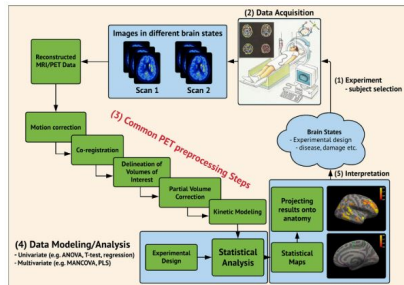 (2) Data Acquisition
Images in different brain states
Scan 1
Scan 2
Reconstructed
MRI/PET Data
(1) Experiment
- subject selection
Brain States
- Experimental design
- disease, damage etc.
(3) Common PET preprocessing Steps
Motion correction
Co-registration
Delineation of
Volumes of
Interest
Partial Volume
Correction
Kinetic Modeling
(4) Data Modeling/Analysis
- Univariate (e.g. ANOVA, T-test, regression)
- Multivariate (e.g. MANCOVA, PLS)
Experimental
Design
Statistical
Analysis
Statistical
Maps
Projecting
results onto
anatomy
(5) Interpretation